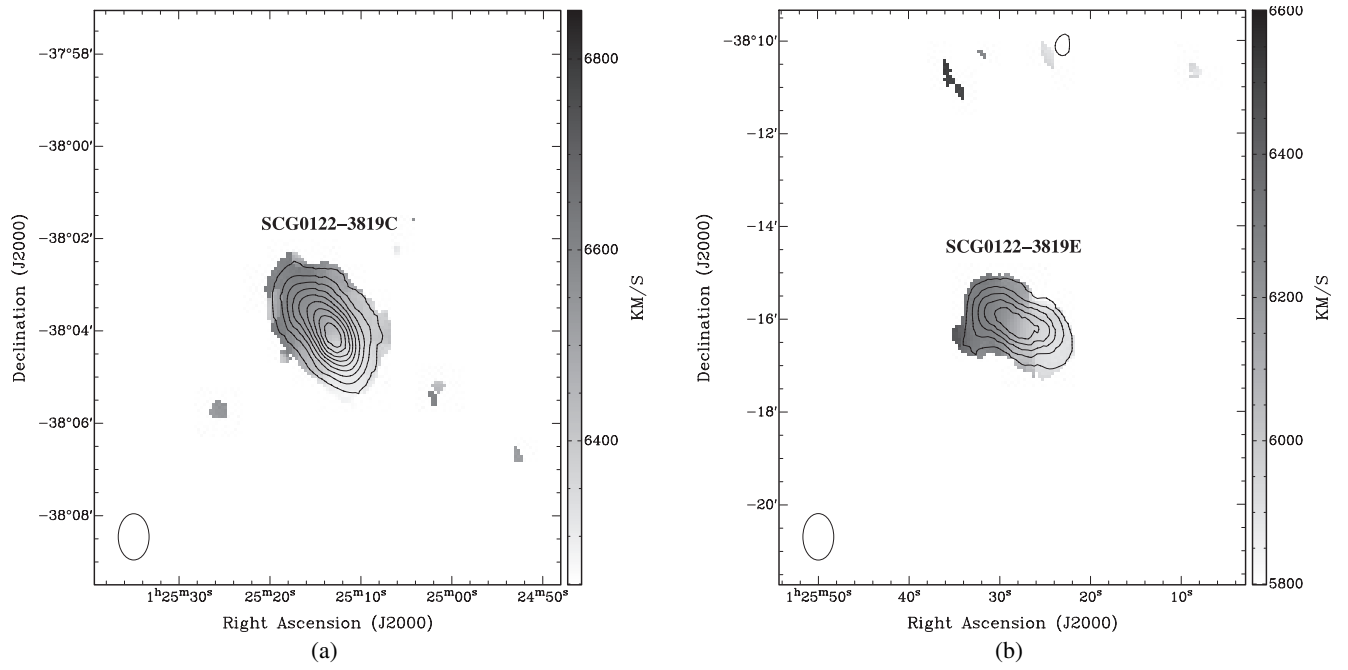 −37°58′
−38°00′
−38°02′
−38°04′
−38°06′
−38°08′
Declination (J2000)
SCG0122−3819C
1ʰ25ᵐ30ˢ
25ᵐ20ˢ
25ᵐ10ˢ
25ᵐ00ˢ
24ᵐ50ˢ
Right Ascension (J2000)
6800
6600
6400
KM/S
(a)
−38°10′
−12′
−14′
−16′
−18′
−20′
Declination (J2000)
SCG0122−3819E
1ʰ25ᵐ50ˢ
40ˢ
30ˢ
20ˢ
10ˢ
Right Ascension (J2000)
6600
6400
6200
6000
5800
KM/S
(b)